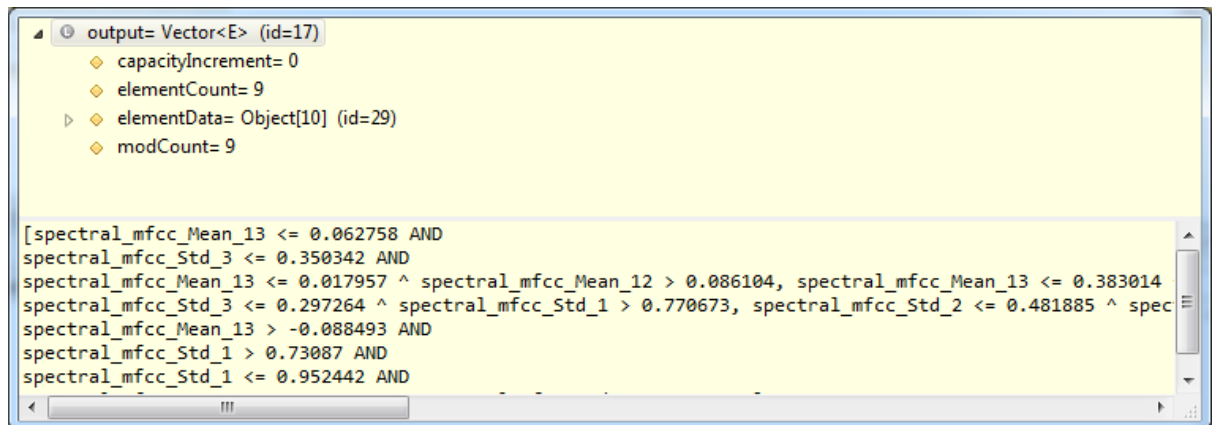 output= Vector<E> (id=17)
capacityIncrement= 0
elementCount= 9
elementData= Object[10] (id=29)
modCount= 9
[spectral_mfcc_Mean_13 <= 0.062758 AND
spectral_mfcc_Std_3 <= 0.350342 AND
spectral_mfcc_Mean_13 <= 0.017957 ^ spectral_mfcc_Mean_12 > 0.086104, spectral_mfcc_Mean_13 <= 0.383014
spectral_mfcc_Std_3 <= 0.297264 ^ spectral_mfcc_Std_1 > 0.770673, spectral_mfcc_Std_2 <= 0.481885 ^ spec
spectral_mfcc_Mean_13 > -0.088493 AND
spectral_mfcc_Std_1 > 0.73087 AND
spectral_mfcc_Std_1 <= 0.952442 AND